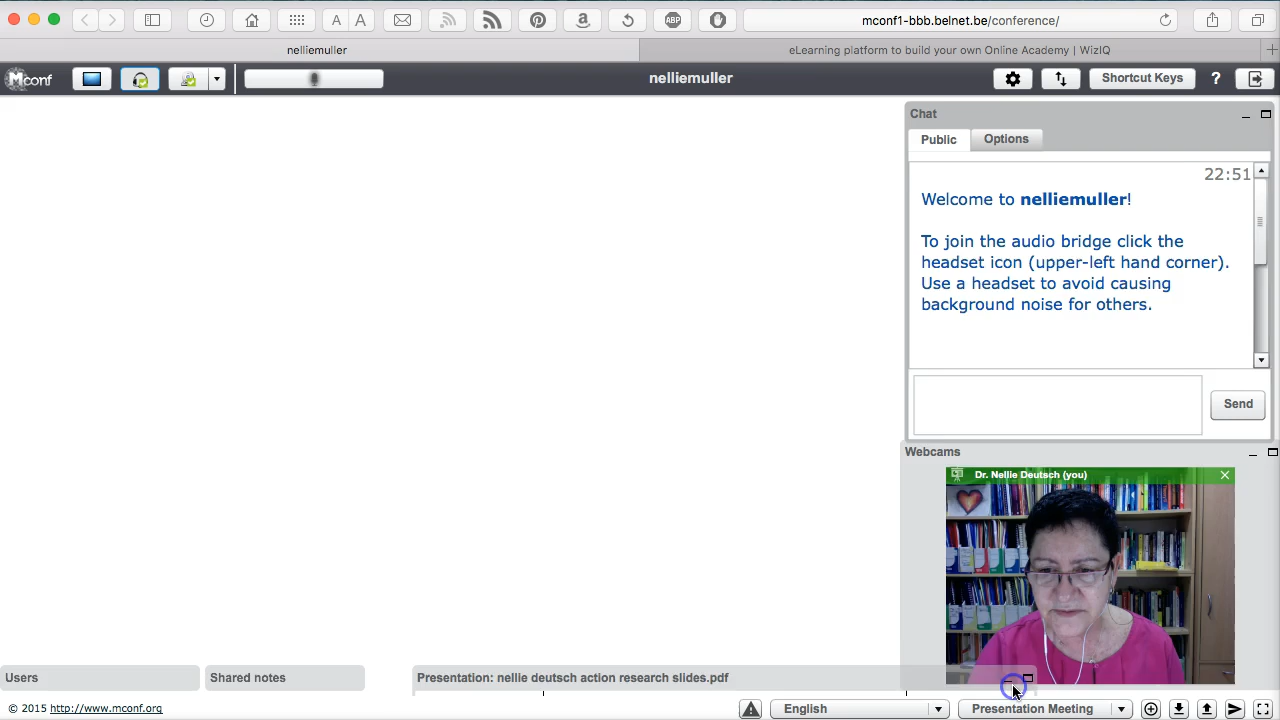 A A
ABP
mconf1-bbb.belnet.be/conference/
nelliemuller
eLearning platform to build your own Online Academy | WizIQ
Mconf
nelliemuller
Shortcut Keys
?
Chat
Public
Options
22:51
Welcome to nelliemuller!
To join the audio bridge click the
headset icon (upper-left hand corner).
Use a headset to avoid causing
background noise for others.
Send
Webcams
Dr. Nellie Deutsch (you)
Users
Shared notes
Presentation: nellie deutsch action research slides.pdf
© 2015 http://www.mconf.org
English
Presentation Meeting